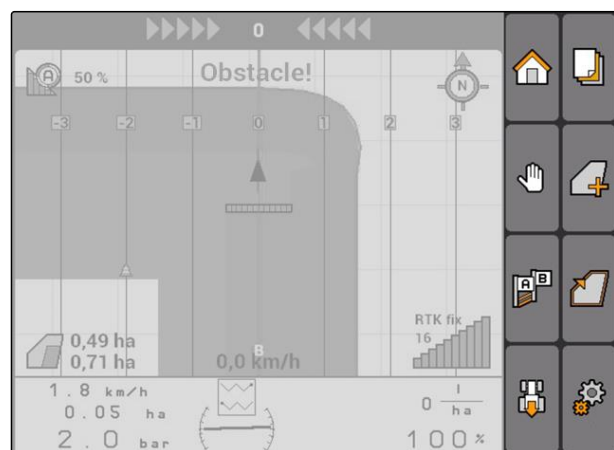 0
A 50 %
Obstacle!
N
-3 -2 -1 0 1 2 3
A
A B
RTK fix
16
0,49 ha
0,71 ha
0,0 km/h
B
1.8 km/h
0.05 ha
2.0 bar
0 l/ha
100%